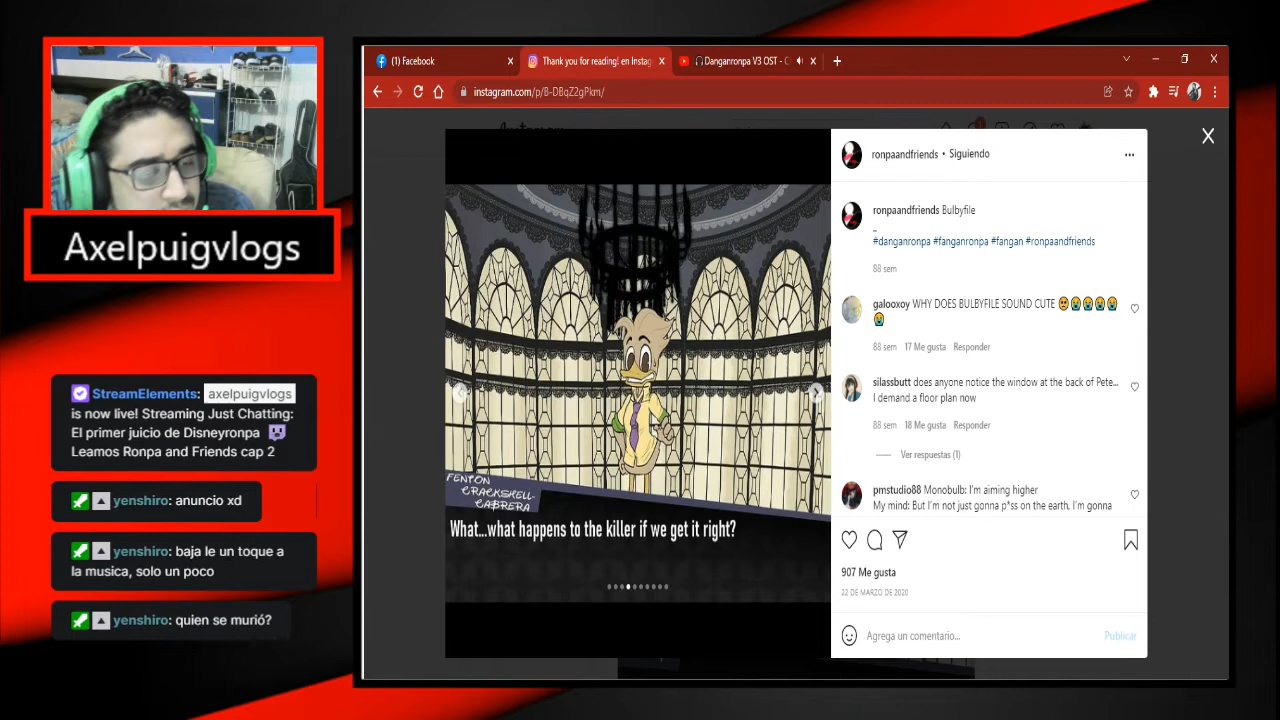 Axelpuigvlogs
StreamElements: axelpuigvlogs
is now live! Streaming Just Chatting:
El primer juicio de Disneyronpa
Leamos Ronpa and Friends cap 2
yenshiro: anuncio xd
yenshiro: baja le un toque a
la musica, solo un poco
yenshiro: quien se murió?
(1) Facebook
Thank you for reading! en Instag
Danganronpa V3 OST - C
instagram.com/p/B-DBqZ2gPkm/
FENTON
CRACKSHELL-
CABRERA
What...what happens to the killer if we get it right?
ronpaandfriends • Siguiendo
ronpaandfriends Bulbyfile
_
#danganronpa #fanganronpa #fangan #ronpaandfriends
88 sem
galooxoy WHY DOES BULBYFILE SOUND CUTE 🥺😭😭😭😭
😭
88 sem 17 Me gusta Responder
silassbutt does anyone notice the window at the back of Pete...
I demand a floor plan now
88 sem 18 Me gusta Responder
Ver respuestas (1)
pmstudio88 Monobulb: I'm aiming higher
My mind: But I'm not just gonna p*ss on the earth, I'm gonna
907 Me gusta
22 DE MARZO DE 2020
Agrega un comentario...
Publicar